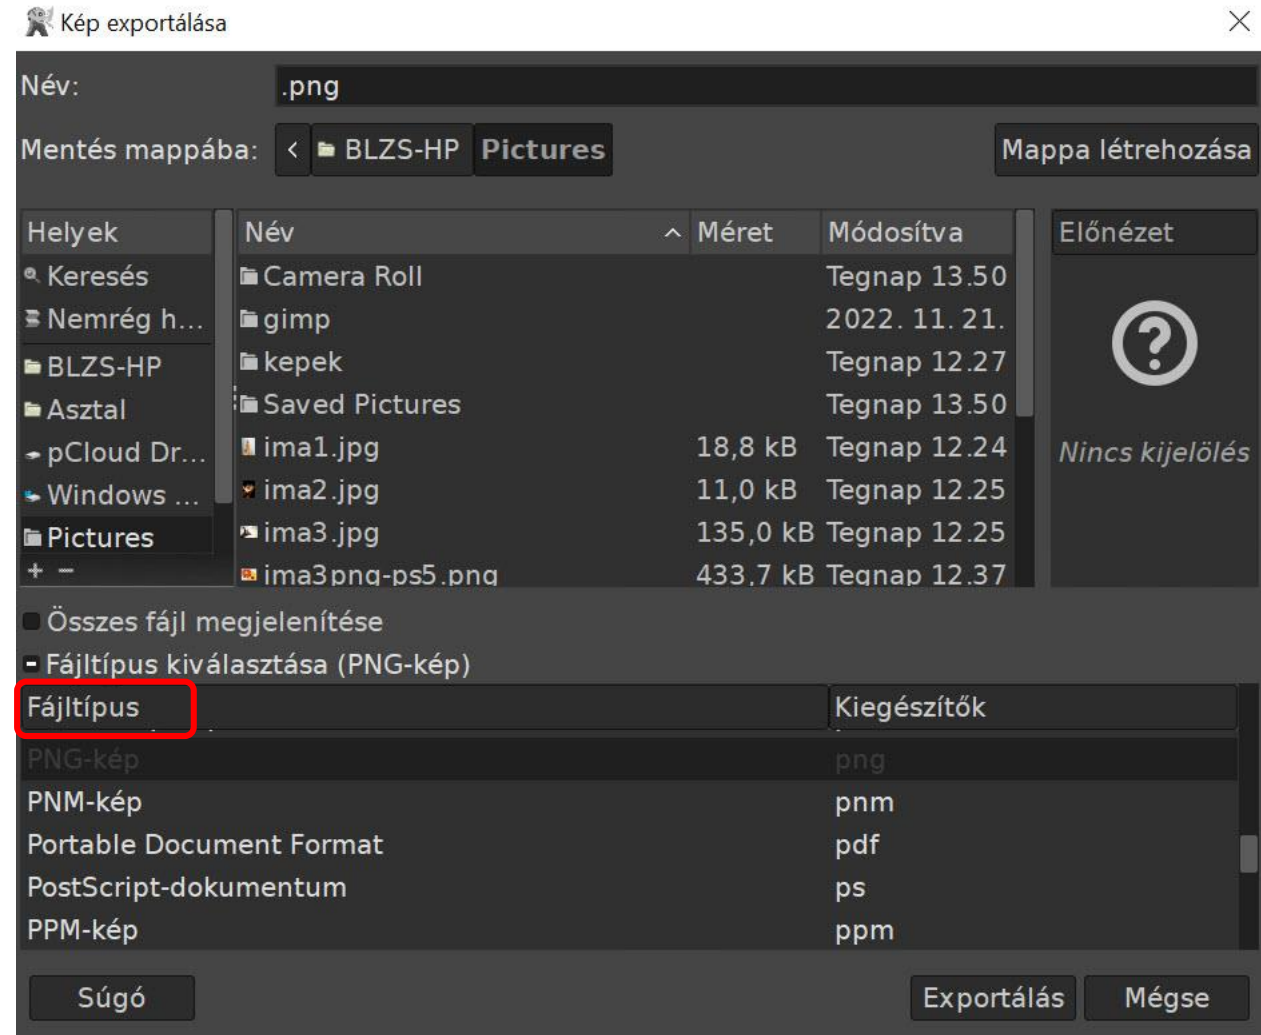 Kép exportálása
Név: .png
Mentés mappába: < BLZS-HP Pictures Mappa létrehozása
Helyek Név Méret Módosítva Előnézet
Keresés Camera Roll Tegnap 13.50
Nemrég h... gimp 2022. 11. 21.
BLZS-HP kepek Tegnap 12.27
Asztal Saved Pictures Tegnap 13.50
pCloud Dr... ima1.jpg 18,8 kB Tegnap 12.24 Nincs kijelölés
Windows ... ima2.jpg 11,0 kB Tegnap 12.25
Pictures ima3.jpg 135,0 kB Tegnap 12.25
+ − ima3png-ps5.png 433,7 kB Tegnap 12.37
Összes fájl megjelenítése
Fájltípus kiválasztása (PNG-kép)
Fájltípus Kiegészítők
PNG-kép png
PNM-kép pnm
Portable Document Format pdf
PostScript-dokumentum ps
PPM-kép ppm
Súgó Exportálás Mégse